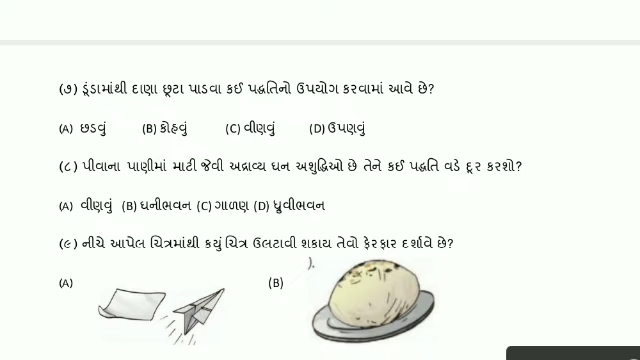 (૭) ડૂંડામાંથી દાણા છૂટા પાડવા કઈ પદ્ધતિનો ઉપયોગ કરવામાં આવે છે?
(A) છડવું (B) કોહવું (C) વીણવું (D) ઉપણવું
(૮) પીવાના પાણીમાં માટી જેવી અદ્રાવ્ય ઘન અશુદ્ધિઓ છે તેને કઈ પદ્ધતિ વડે દૂર કરશો?
(A) વીણવું (B) ઘનીભવન (C) ગાળણ (D) ધ્રુવીભવન
(૯) નીચે આપેલ ચિત્રમાંથી કયું ચિત્ર ઉલટાવી શકાય તેવો ફેરફાર દર્શાવે છે?
).
(A) (B)